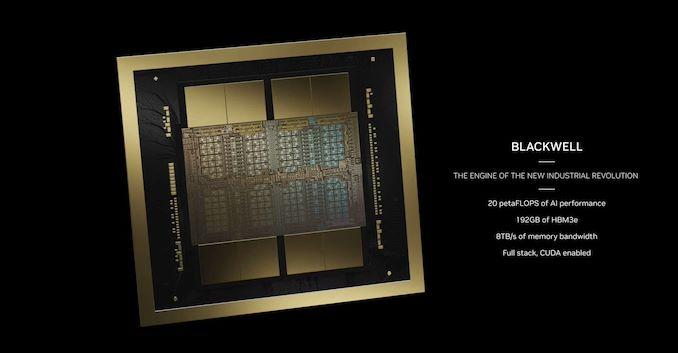 BLACKWELL
THE ENGINE OF THE NEW INDUSTRIAL REVOLUTION
20 petaFLOPS of AI performance
192GB of HBM3e
8TB/s of memory bandwidth
Full stack, CUDA enabled